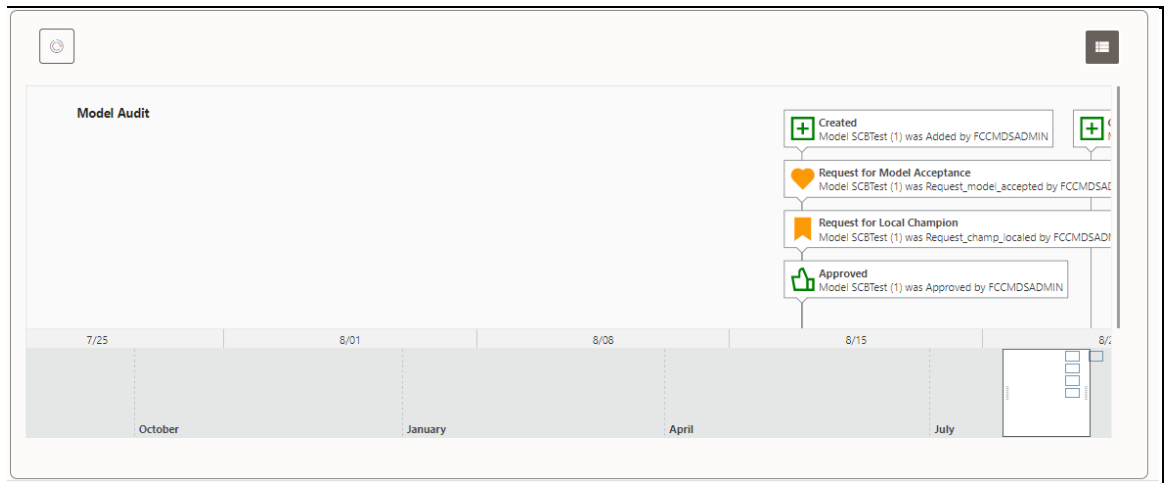 Model Audit
Created
Model SCBTest (1) was Added by FCCMDSADMIN
Request for Model Acceptance
Model SCBTest (1) was Request_model_accepted by
Request for Local Champion
Model SCBTest (1) was Request_champ_localed by
Approved
Model SCBTest (1) was Approved by FCCMDSADMIN
7/25 8/01 8/08 8/15
October January April July